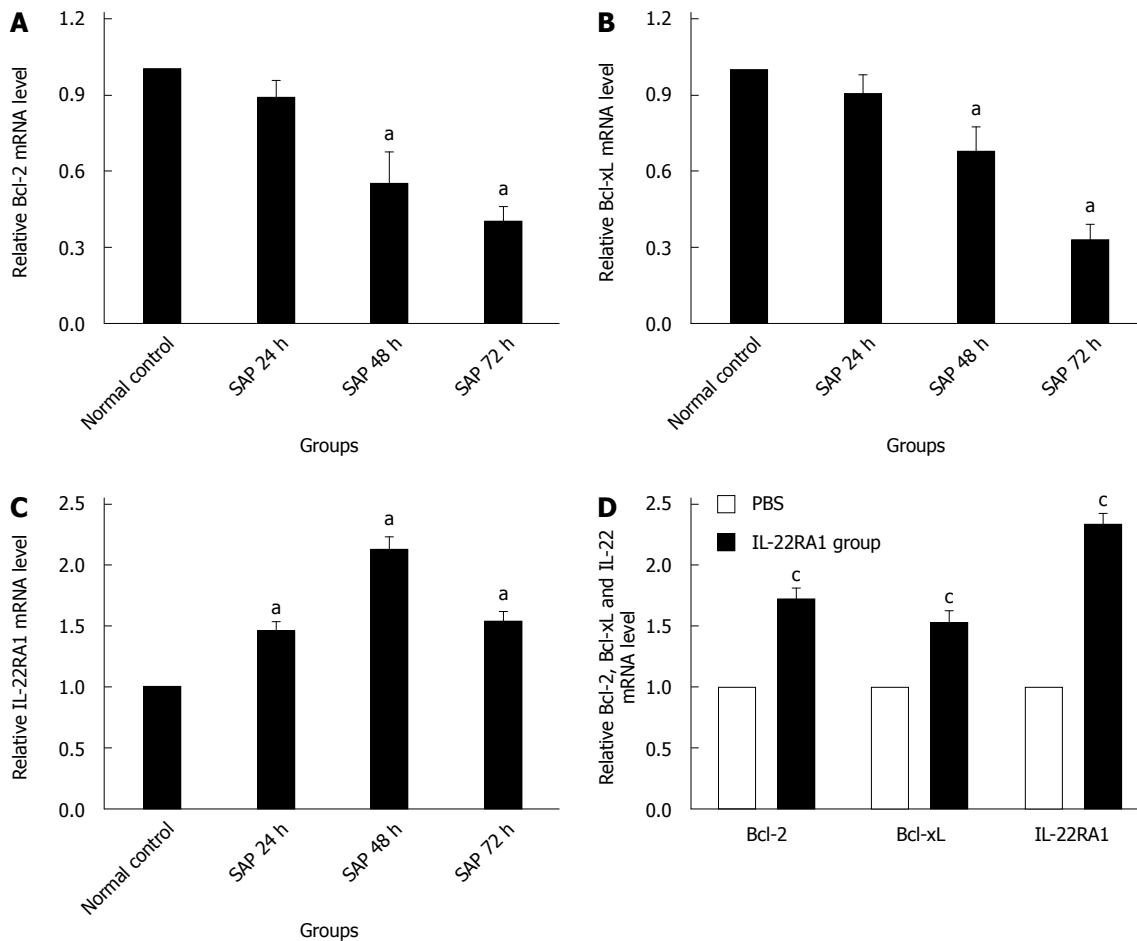 A
Relative Bcl-2 mRNA level
1.2
0.9
0.6
0.3
0.0
a
a
Normal control
SAP 24 h
SAP 48 h
SAP 72 h
Groups
B
Relative Bcl-xL mRNA level
1.2
0.9
0.6
0.3
0.0
a
a
Normal control
SAP 24 h
SAP 48 h
SAP 72 h
Groups
C
Relative IL-22RA1 mRNA level
2.5
2.0
1.5
1.0
0.5
0.0
a
a
a
Normal control
SAP 24 h
SAP 48 h
SAP 72 h
Groups
D
Relative Bcl-2, Bcl-xL and IL-22
mRNA level
2.5
2.0
1.5
1.0
0.5
0.0
PBS
IL-22RA1 group
c
c
c
Bcl-2
Bcl-xL
IL-22RA1